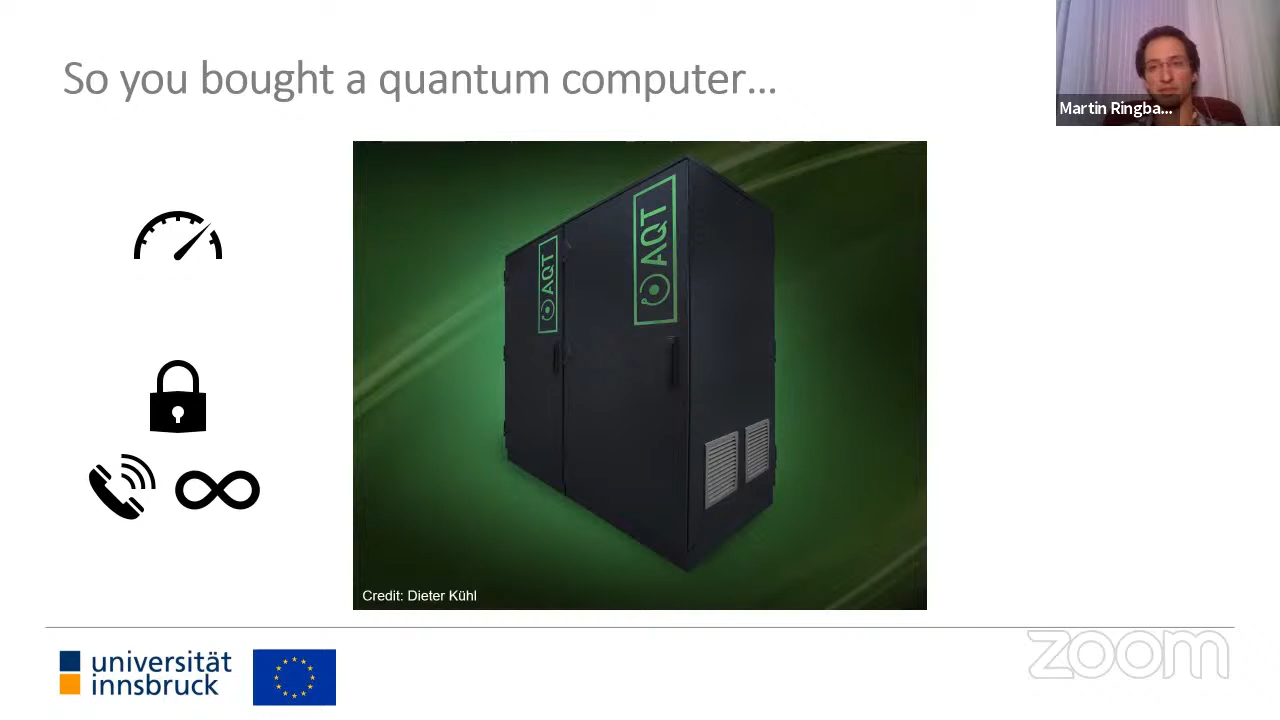 So you bought a quantum computer...
Martin Ringba...
AQT
AQT
Credit: Dieter Kühl
universität
innsbruck
zoom